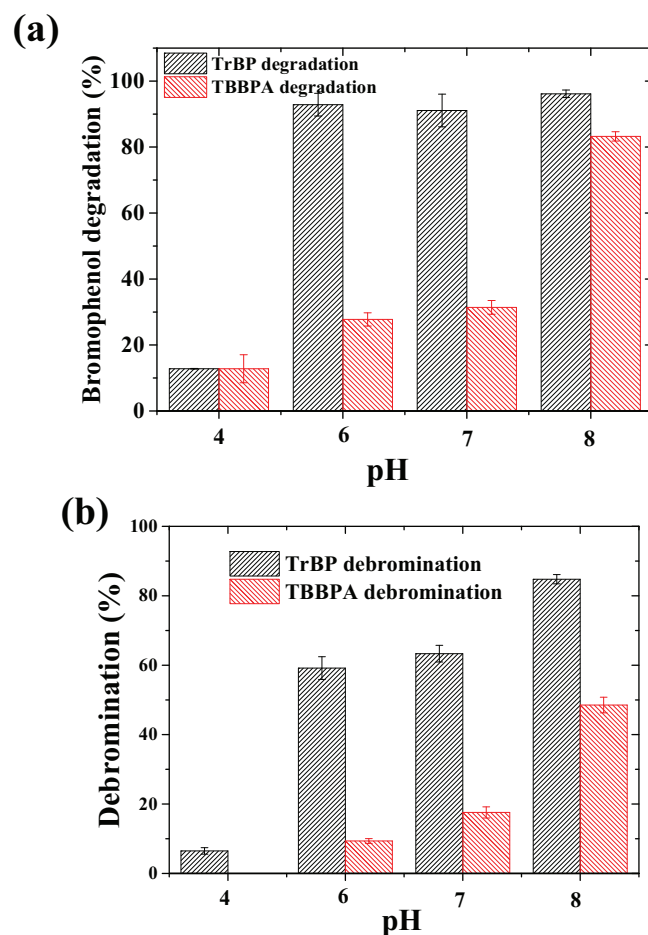 (a)
TrBP degradation
TBBPA degradation
Bromophenol degradation (%)
100
80
60
40
20
0
4 6 7 8
pH
(b)
TrBP debromination
TBBPA debromination
Debromination (%)
100
80
60
40
20
0
4 6 7 8
pH